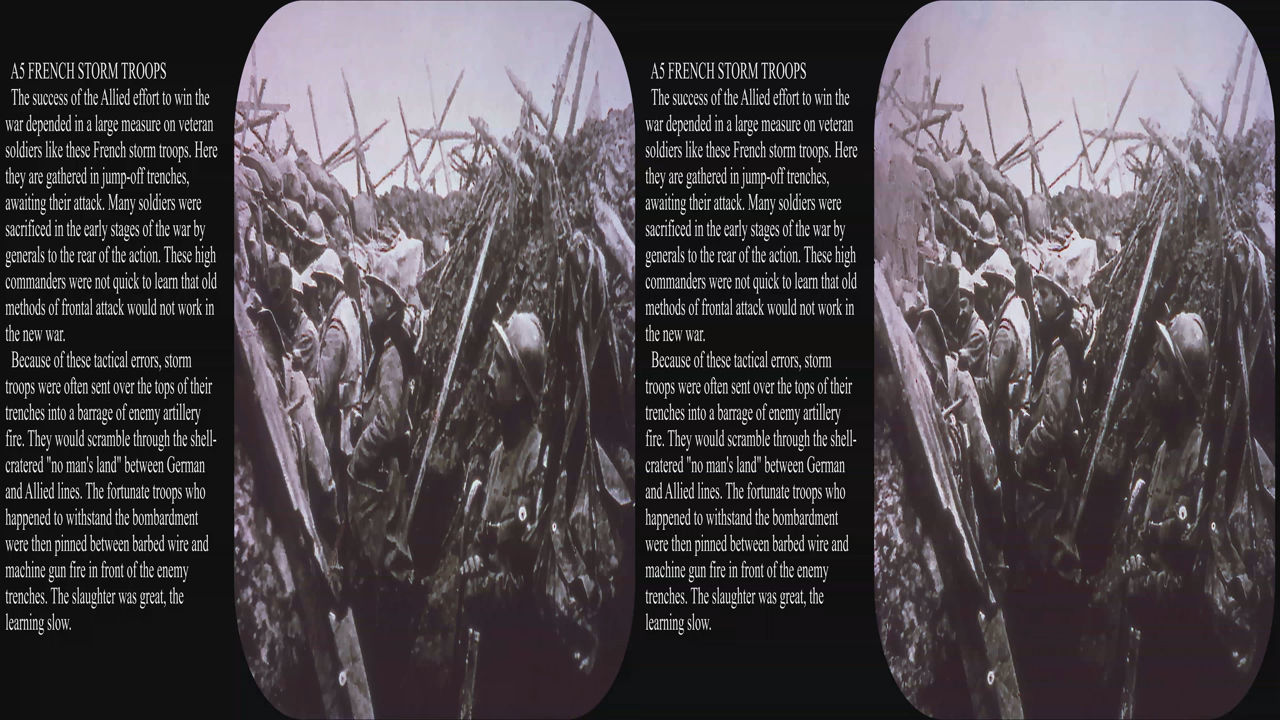 A5 FRENCH STORM TROOPS
The success of the Allied effort to win the
war depended in a large measure on veteran
soldiers like these French storm troops. Here
they are gathered in jump-off trenches,
awaiting their attack. Many soldiers were
sacrificed in the early stages of the war by
generals to the rear of the action. These high
commanders were not quick to learn that old
methods of frontal attack would not work in
the new war.
Because of these tactical errors, storm
troops were often sent over the tops of their
trenches into a barrage of enemy artillery
fire. They would scramble through the shell-
cratered "no man's land" between German
and Allied lines. The fortunate troops who
happened to withstand the bombardment
were then pinned between barbed wire and
machine gun fire in front of the enemy
trenches. The slaughter was great, the
learning slow.
A5 FRENCH STORM TROOPS
The success of the Allied effort to win the
war depended in a large measure on veteran
soldiers like these French storm troops. Here
they are gathered in jump-off trenches,
awaiting their attack. Many soldiers were
sacrificed in the early stages of the war by
generals to the rear of the action. These high
commanders were not quick to learn that old
methods of frontal attack would not work in
the new war.
Because of these tactical errors, storm
troops were often sent over the tops of their
trenches into a barrage of enemy artillery
fire. They would scramble through the shell-
cratered "no man's land" between German
and Allied lines. The fortunate troops who
happened to withstand the bombardment
were then pinned between barbed wire and
machine gun fire in front of the enemy
trenches. The slaughter was great, the
learning slow.